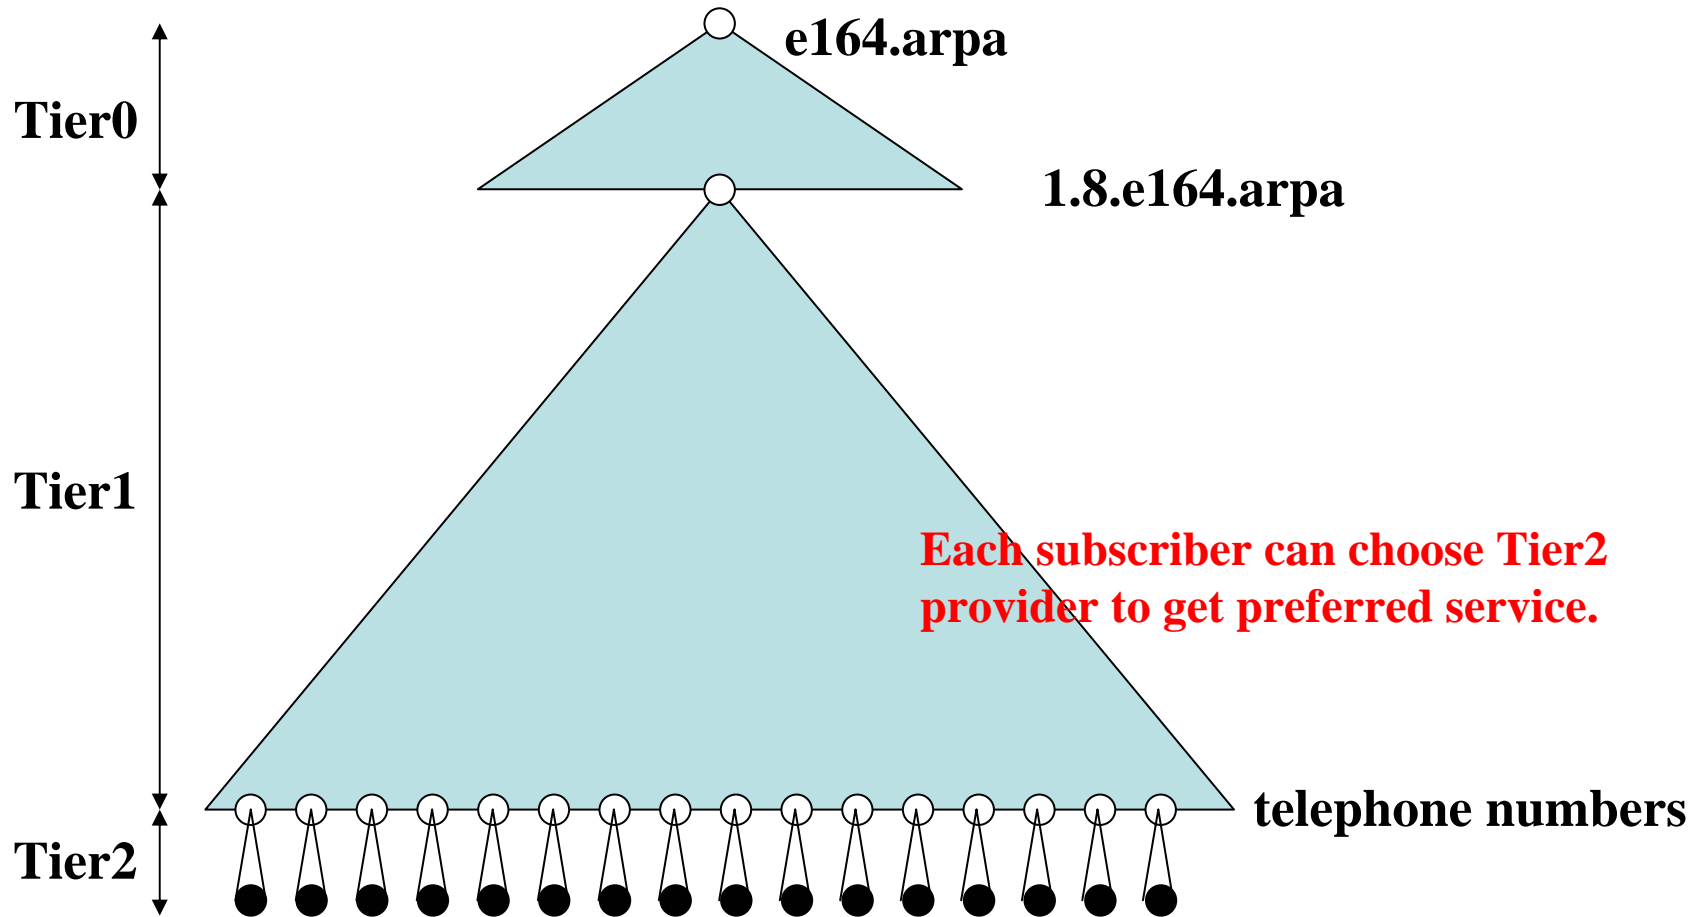 e164.arpa
Tier0
1.8.e164.arpa
Tier1
Each subscriber can choose Tier2
provider to get preferred service.
telephone numbers
Tier2